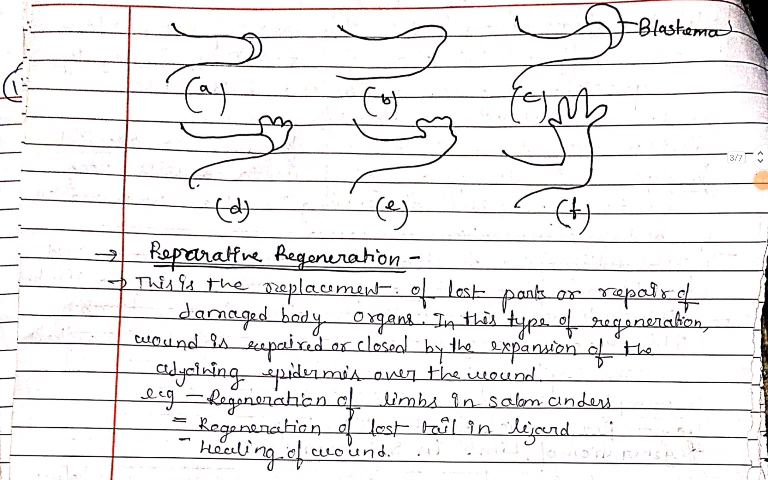 Blastema
(a)
(b)
(c)
(d)
(e)
(f)
3/7
→ Reparative Regeneration -
→ This is the replacement. of lost parts or repair of
damaged body organs. In this type of regeneration,
wound is repaired or closed by the expansion of the
adjoining epidermis over the wound.
e.g - Regeneration of limbs in salamanders
= Regeneration of lost tail in lizard
- Healing of wound.